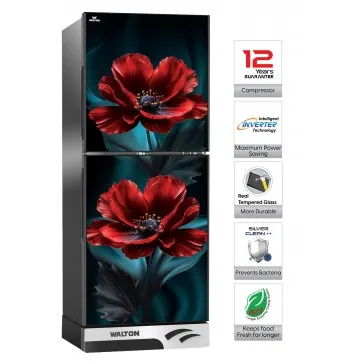 WALTON
WALTON
12
Years
GUARANTEE
Compressor
Intelligent
INVERTER
Technology
Maximum Power
Saving
Real
Tempered Glass
More Durable
SILVER
CLEAN ++
Prevents Bacteria
Keeps food
Fresh for longer